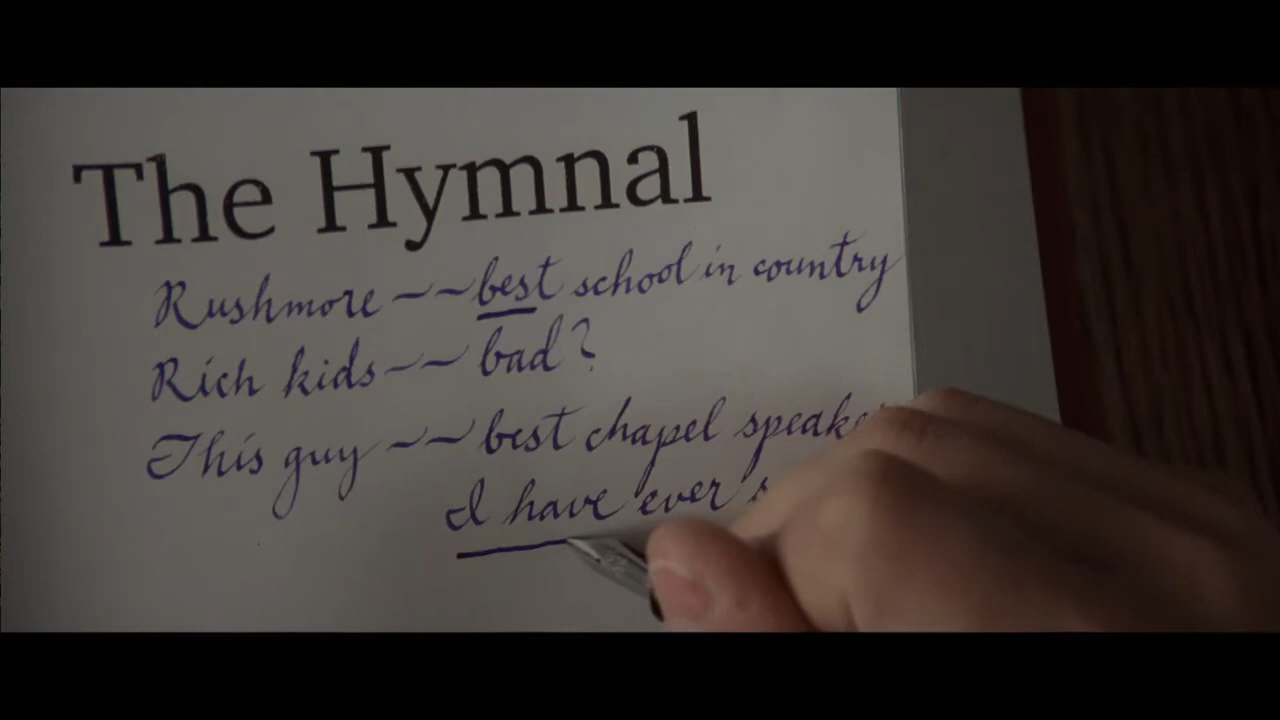 The Hymnal
Rushmore -- best school in country
Rich kids -- bad?
This guy -- best chapel
I have ever